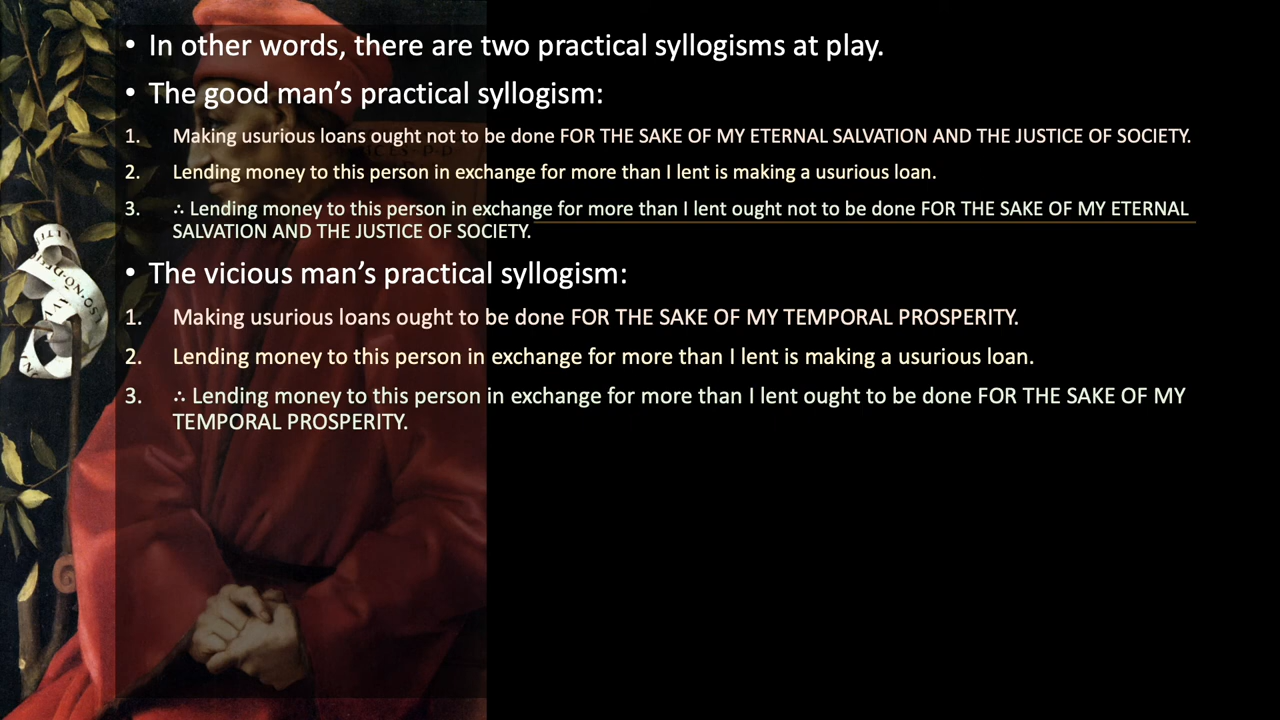 • In other words, there are two practical syllogisms at play.
• The good man's practical syllogism:
1. Making usurious loans ought not to be done FOR THE SAKE OF MY ETERNAL SALVATION AND THE JUSTICE OF SOCIETY.
2. Lending money to this person in exchange for more than I lent is making a usurious loan.
3. ∴ Lending money to this person in exchange for more than I lent ought not to be done FOR THE SAKE OF MY ETERNAL
SALVATION AND THE JUSTICE OF SOCIETY.
• The vicious man's practical syllogism:
1. Making usurious loans ought to be done FOR THE SAKE OF MY TEMPORAL PROSPERITY.
2. Lending money to this person in exchange for more than I lent is making a usurious loan.
3. ∴ Lending money to this person in exchange for more than I lent ought to be done FOR THE SAKE OF MY
TEMPORAL PROSPERITY.